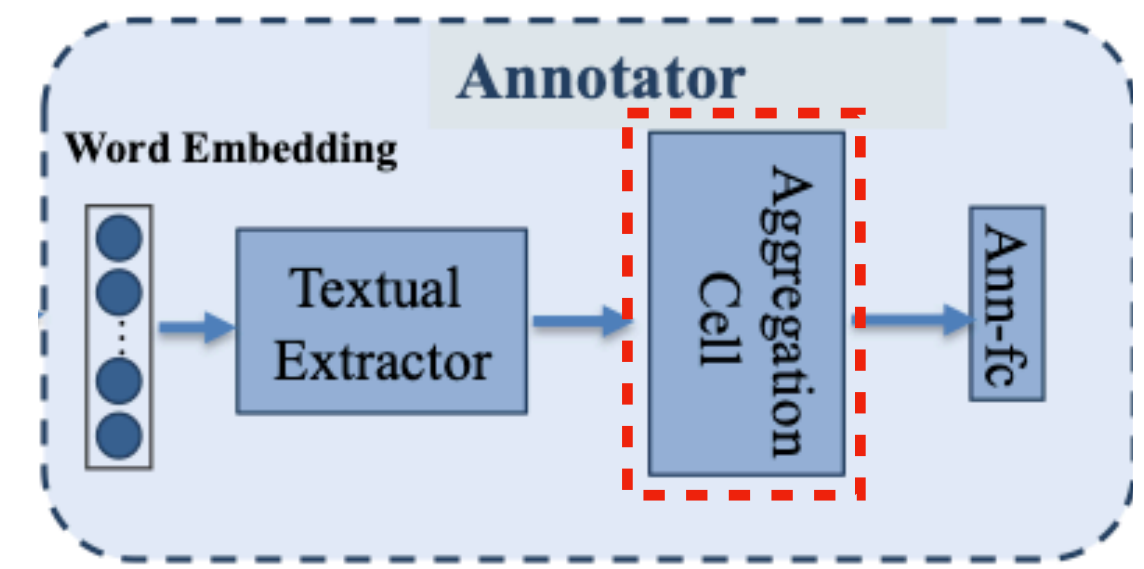 Annotator
Word Embedding
Textual
Extractor
Aggregation
Cell
Ann-fc